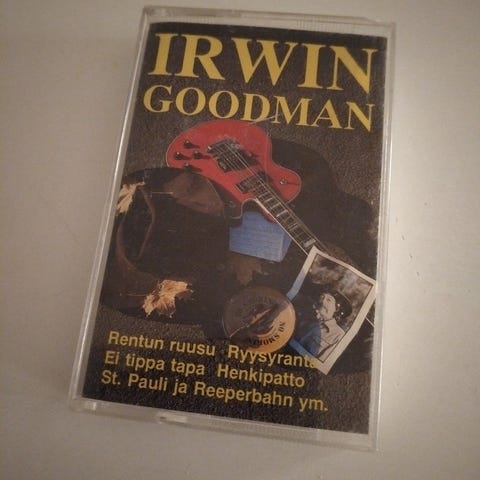 IRWIN
GOODMAN
Rentun ruusu Ryysyranta
Ei tippa tapa Henkipatto
St. Pauli ja Reeperbahn ym.